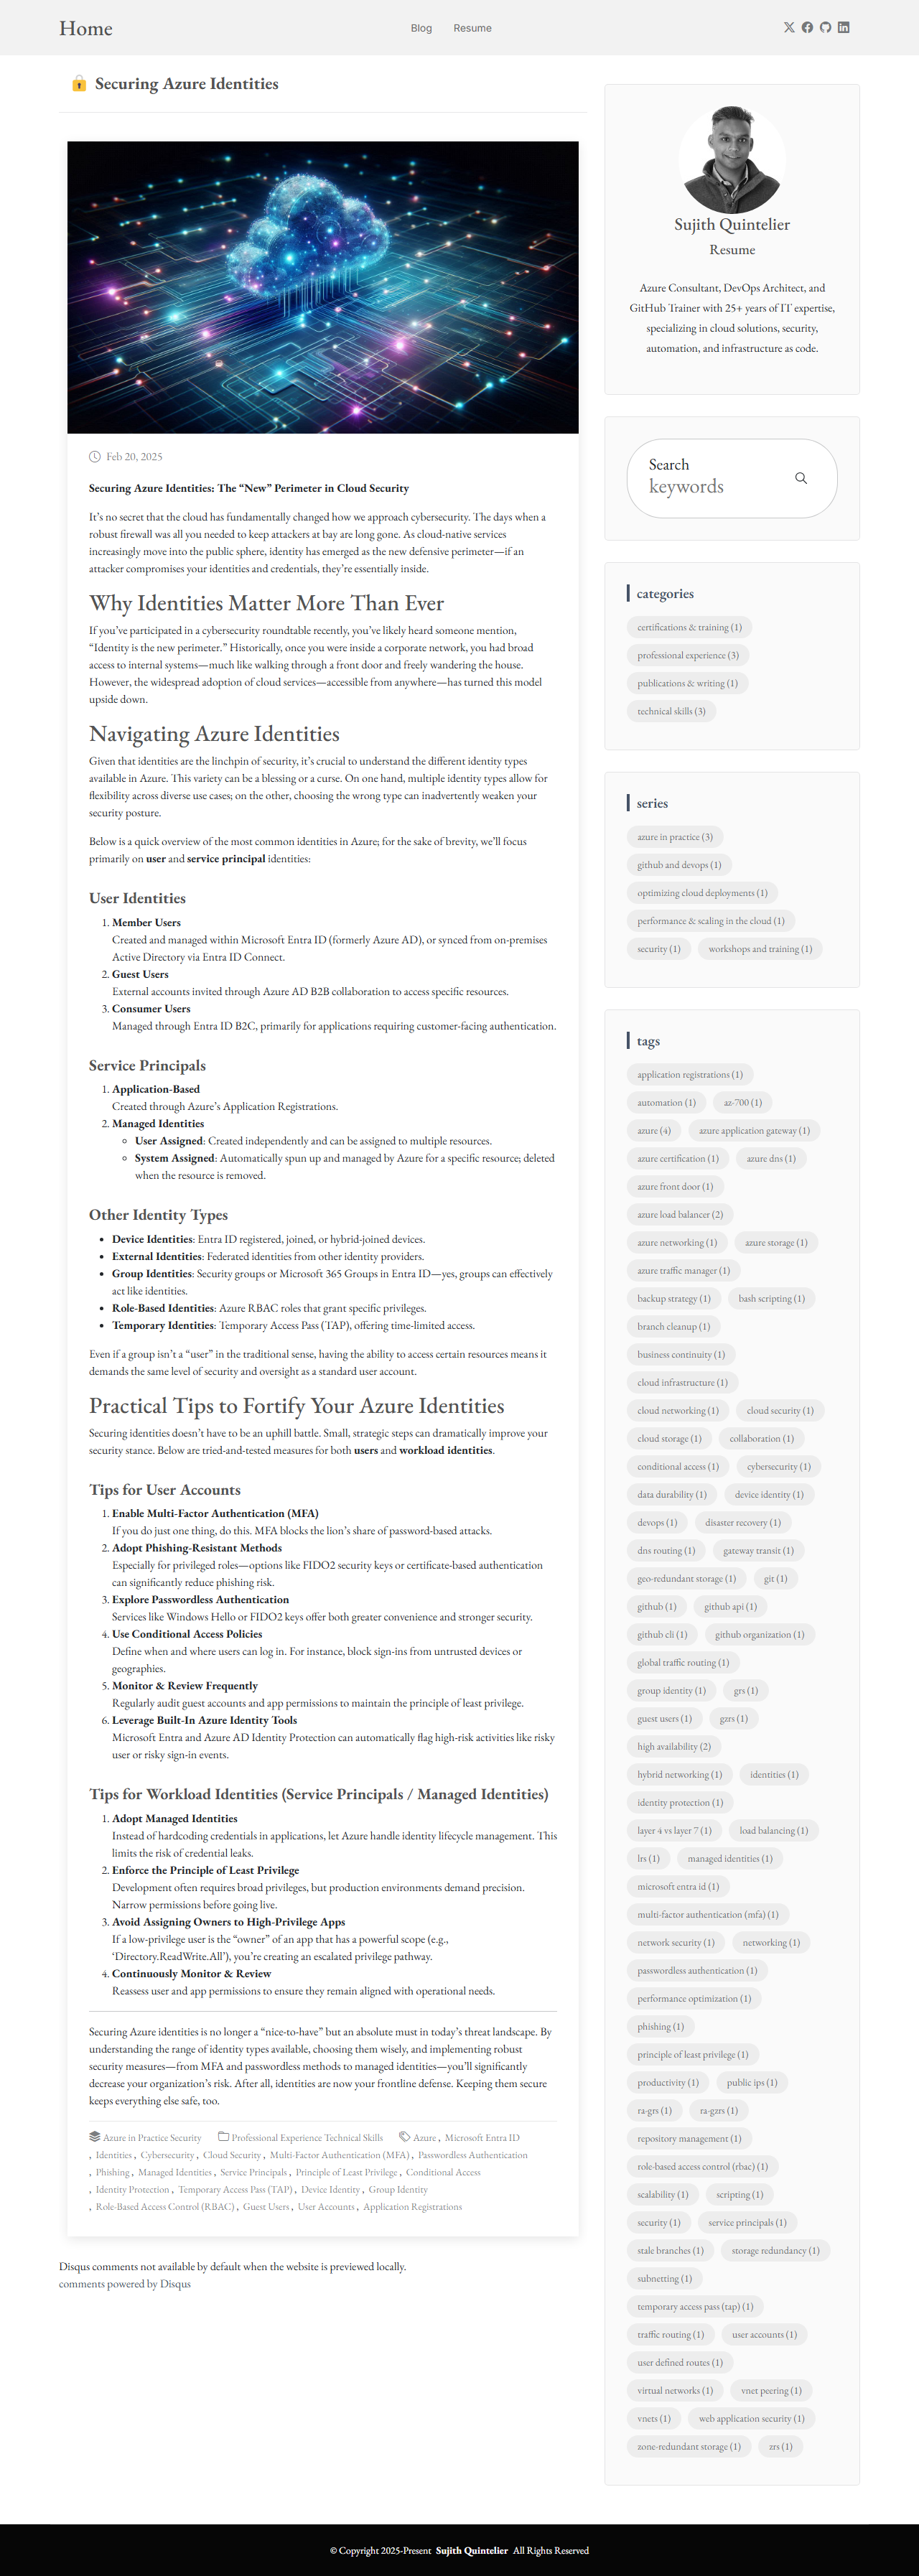 Home
Blog
Resume
🔒 Securing Azure Identities
Feb 20, 2025
Securing Azure Identities: The “New” Perimeter in Cloud Security
It’s no secret that the cloud has fundamentally changed how we approach cybersecurity. The days when a
robust firewall was all you needed to keep attackers at bay are long gone. As cloud-native services
increasingly move into the public sphere, identity has emerged as the new defensive perimeter—if an
attacker compromises your identities and credentials, they’re essentially inside.
Why Identities Matter More Than Ever
If you’ve participated in a cybersecurity roundtable recently, you’ve likely heard someone mention,
“Identity is the new perimeter.” Historically, once you were inside a corporate network, you had broad
access to internal systems—much like walking through a front door and freely wandering the house.
However, the widespread adoption of cloud services—accessible from anywhere—has turned this model
upside down.
Navigating Azure Identities
Given that identities are the linchpin of security, it’s crucial to understand the different identity types
available in Azure. This variety can be a blessing or a curse. On one hand, multiple identity types allow for
flexibility across diverse use cases; on the other, choosing the wrong type can inadvertently weaken your
security posture.
Below is a quick overview of the most common identities in Azure; for the sake of brevity, we’ll focus
primarily on user and service principal identities:
User Identities
1. Member Users
Created and managed within Microsoft Entra ID (formerly Azure AD), or synced from on-premises
Active Directory via Entra ID Connect.
2. Guest Users
External accounts invited through Azure AD B2B collaboration to access specific resources.
3. Consumer Users
Managed through Entra ID B2C, primarily for applications requiring customer-facing authentication.
Service Principals
1. Application-Based
Created through Azure’s Application Registrations.
2. Managed Identities
◦ User Assigned: Created independently and can be assigned to multiple resources.
◦ System Assigned: Automatically spun up and managed by Azure for a specific resource; deleted
when the resource is removed.
Other Identity Types
• Device Identities: Entra ID registered, joined, or hybrid-joined devices.
• External Identities: Federated identities from other identity providers.
• Group Identities: Security groups or Microsoft 365 Groups in Entra ID—yes, groups can effectively
act like identities.
• Role-Based Identities: Azure RBAC roles that grant specific privileges.
• Temporary Identities: Temporary Access Pass (TAP), offering time-limited access.
Even if a group isn’t a “user” in the traditional sense, having the ability to access certain resources means it
demands the same level of security and oversight as a standard user account.
Practical Tips to Fortify Your Azure Identities
Securing identities doesn’t have to be an uphill battle. Small, strategic steps can dramatically improve your
security stance. Below are tried-and-tested measures for both users and workload identities.
Tips for User Accounts
1. Enable Multi-Factor Authentication (MFA)
If you do just one thing, do this. MFA blocks the lion’s share of password-based attacks.
2. Adopt Phishing-Resistant Methods
Especially for privileged roles—options like FIDO2 security keys or certificate-based authentication
can significantly reduce phishing risk.
3. Explore Passwordless Authentication
Services like Windows Hello or FIDO2 keys offer both greater convenience and stronger security.
4. Use Conditional Access Policies
Define when and where users can log in. For instance, block sign-ins from untrusted devices or
geographies.
5. Monitor & Review Frequently
Regularly audit guest accounts and app permissions to maintain the principle of least privilege.
6. Leverage Built-In Azure Identity Tools
Microsoft Entra and Azure AD Identity Protection can automatically flag high-risk activities like risky
user or risky sign-in events.
Tips for Workload Identities (Service Principals / Managed Identities)
1. Adopt Managed Identities
Instead of hardcoding credentials in applications, let Azure handle identity lifecycle management. This
limits the risk of credential leaks.
2. Enforce the Principle of Least Privilege
Development often requires broad privileges, but production environments demand precision.
Narrow permissions before going live.
3. Avoid Assigning Owners to High-Privilege Apps
If a low-privilege user is the “owner” of an app that has a powerful scope (e.g.,
‘Directory.ReadWrite.All’), you’re creating an escalated privilege pathway.
4. Continuously Monitor & Review
Reassess user and app permissions to ensure they remain aligned with operational needs.
Securing Azure identities is no longer a “nice-to-have” but an absolute must in today’s threat landscape. By
understanding the range of identity types available, choosing them wisely, and implementing robust
security measures—from MFA and passwordless methods to managed identities—you’ll significantly
decrease your organization’s risk. After all, identities are now your frontline defense. Keeping them secure
keeps everything else safe, too.
Azure in Practice Security Professional Experience Technical Skills Azure , Microsoft Entra ID
, Identities , Cybersecurity , Cloud Security , Multi-Factor Authentication (MFA) , Passwordless Authentication
, Phishing , Managed Identities , Service Principals , Principle of Least Privilege , Conditional Access
, Identity Protection , Temporary Access Pass (TAP) , Device Identity , Group Identity
, Role-Based Access Control (RBAC) , Guest Users , User Accounts , Application Registrations
Disqus comments not available by default when the website is previewed locally.
comments powered by Disqus
Sujith Quintelier
Resume
Azure Consultant, DevOps Architect, and
GitHub Trainer with 25+ years of IT expertise,
specializing in cloud solutions, security,
automation, and infrastructure as code.
Search
keywords
categories
certifications & training (1)
professional experience (3)
publications & writing (1)
technical skills (3)
series
azure in practice (3)
github and devops (1)
optimizing cloud deployments (1)
performance & scaling in the cloud (1)
security (1) workshops and training (1)
tags
application registrations (1)
automation (1) az-700 (1)
azure (4) azure application gateway (1)
azure certification (1) azure dns (1)
azure front door (1)
azure load balancer (2)
azure networking (1) azure storage (1)
azure traffic manager (1)
backup strategy (1) bash scripting (1)
branch cleanup (1)
business continuity (1)
cloud infrastructure (1)
cloud networking (1) cloud security (1)
cloud storage (1) collaboration (1)
conditional access (1) cybersecurity (1)
data durability (1) device identity (1)
devops (1) disaster recovery (1)
dns routing (1) gateway transit (1)
geo-redundant storage (1) git (1)
github (1) github api (1)
github cli (1) github organization (1)
global traffic routing (1)
group identity (1) grs (1)
guest users (1) gzrs (1)
high availability (2)
hybrid networking (1) identities (1)
identity protection (1)
layer 4 vs layer 7 (1) load balancing (1)
lrs (1) managed identities (1)
microsoft entra id (1)
multi-factor authentication (mfa) (1)
network security (1) networking (1)
passwordless authentication (1)
performance optimization (1)
phishing (1)
principle of least privilege (1)
productivity (1) public ips (1)
ra-grs (1) ra-gzrs (1)
repository management (1)
role-based access control (rbac) (1)
scalability (1) scripting (1)
security (1) service principals (1)
stale branches (1) storage redundancy (1)
subnetting (1)
temporary access pass (tap) (1)
traffic routing (1) user accounts (1)
user defined routes (1)
virtual networks (1) vnet peering (1)
vnets (1) web application security (1)
zone-redundant storage (1) zrs (1)
© Copyright 2025-Present Sujith Quintelier All Rights Reserved